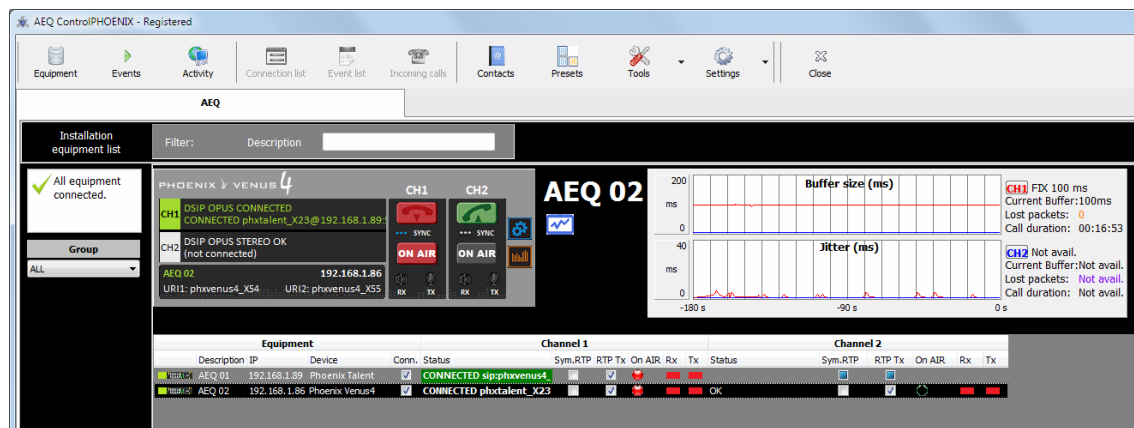 AEQ ControlPHOENIX - Registered
Equipment Events Activity Connection list Event list Incoming calls Contacts Presets Tools Settings Close
AEQ
Installation
equipment list
Filter: Description
All equipment
connected.
Group
ALL
PHOENIX VENUS 4
CH1 CH2
CH1 DSIP OPUS CONNECTED
CONNECTED phxtalent_X23@192.168.1.89:
CH2 DSIP OPUS STEREO OK
(not connected)
AEQ 02 192.168.1.86
URI1: phxvenus4_X54 URI2: phxvenus4_X55
SYNC SYNC
ON AIR ON AIR
RX TX RX TX
AEQ 02
Buffer size (ms)
200
ms
0
Jitter (ms)
40
ms
0
-180 s -90 s 0 s
CH1 FIX 100 ms
Current Buffer:100ms
Lost packets: 0
Call duration: 00:16:53
CH2 Not avail.
Current Buffer:Not avail.
Lost packets: Not avail.
Call duration: Not avail.
Equipment Channel 1 Channel 2
Description IP Device Conn. Status Sym.RTP RTP Tx On AIR Rx Tx Status Sym.RTP RTP Tx On AIR Rx Tx
AEQ 01 192.168.1.89 Phoenix Talent CONNECTED sip:phxvenus4_
AEQ 02 192.168.1.86 Phoenix Venus4 CONNECTED phxtalent_X23 OK